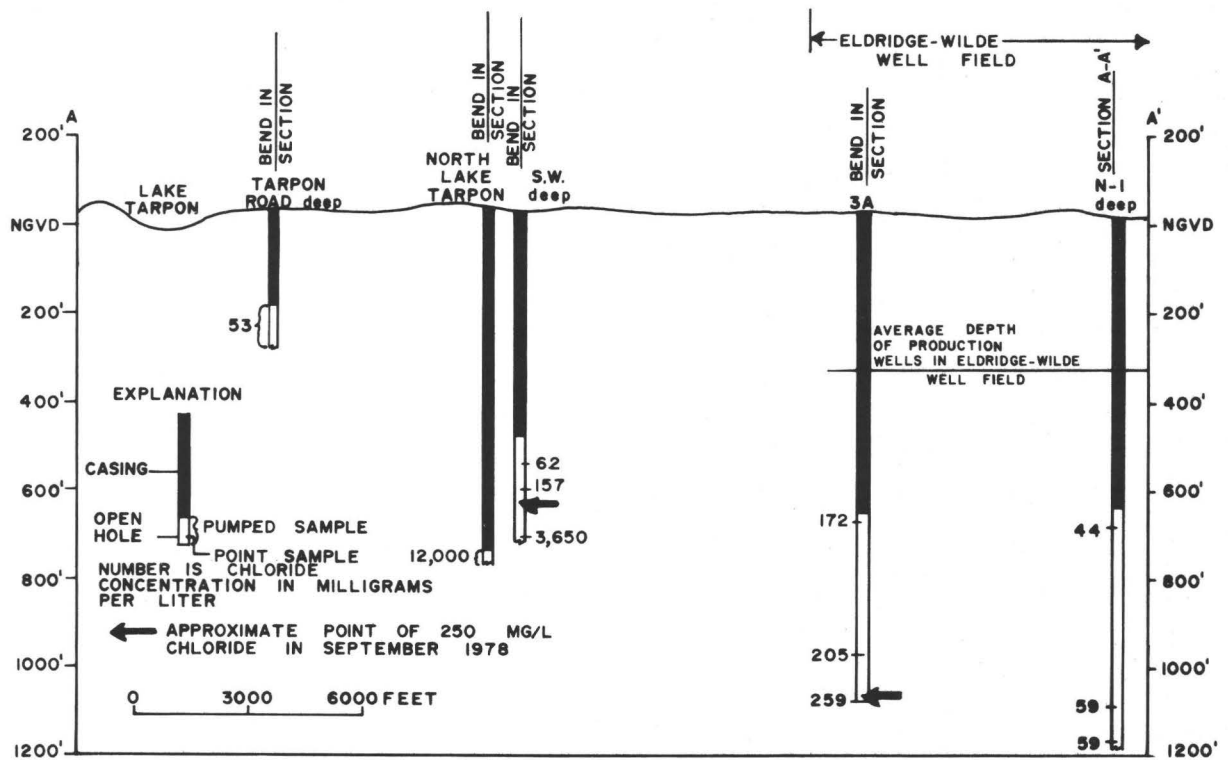 ELDRIDGE-WILDE
WELL FIELD
BEND IN
SECTION
BEND IN
SECTION
BEND IN
SECTION
BEND IN
SECTION
SECTION A-A'
A
A'
200'
200'
LAKE
TARPON
TARPON
ROAD deep
NORTH
LAKE
TARPON
S.W.
deep
3A
N-1
deep
NGVD
NGVD
200'
200'
53
AVERAGE DEPTH
OF PRODUCTION
WELLS IN ELDRIDGE-WILDE
WELL FIELD
400'
400'
EXPLANATION
CASING
62
157
600'
600'
OPEN
HOLE
PUMPED SAMPLE
POINT SAMPLE
3,650
172
44
12,000
NUMBER IS CHLORIDE
CONCENTRATION IN MILLIGRAMS
PER LITER
800'
800'
APPROXIMATE POINT OF 250 MG/L
CHLORIDE IN SEPTEMBER 1978
205
1000'
1000'
0 3000 6000 FEET
259
59
59
1200'
1200'